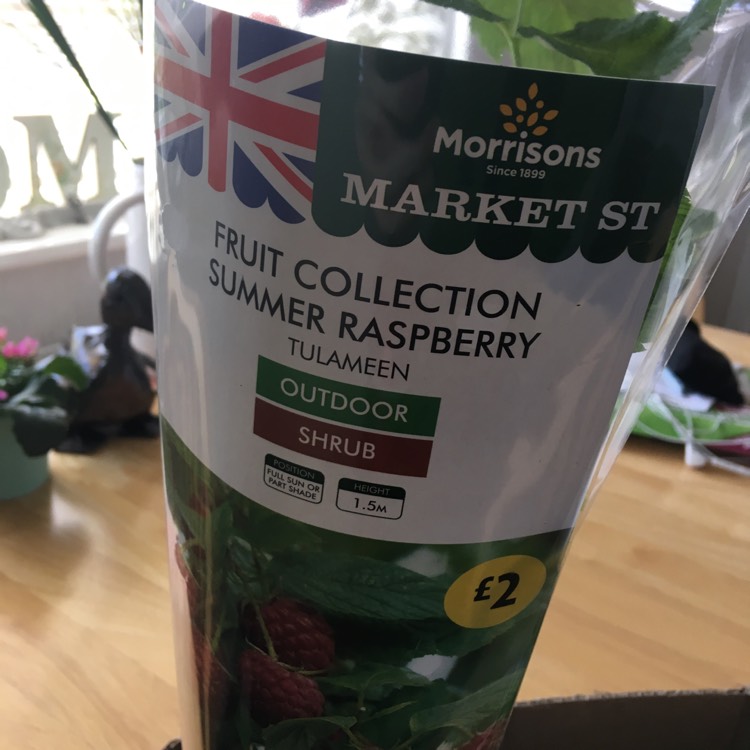 Morrisons
Since 1899
MARKET ST
FRUIT COLLECTION
SUMMER RASPBERRY
TULAMEEN
OUTDOOR
SHRUB
POSITION
FULL SUN OR
PART SHADE
HEIGHT
1.5M
£2
OM